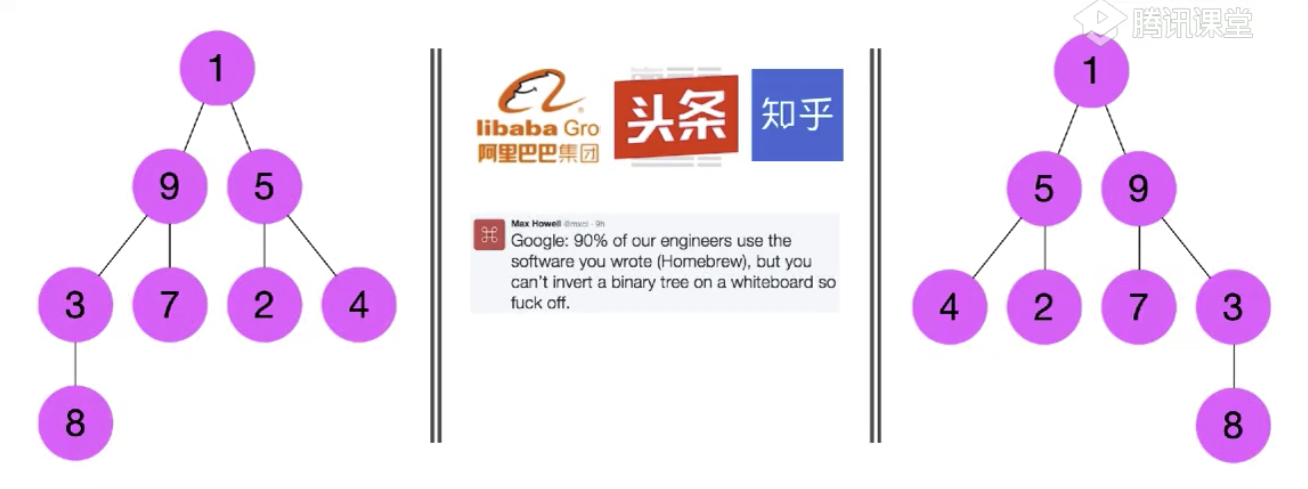 腾讯课堂
1
9 5
3 7 2 4
8
libaba Gro
阿里巴巴集团
头条
知乎
Max Howell @mxcl · 9h
Google: 90% of our engineers use the
software you wrote (Homebrew), but you
can't invert a binary tree on a whiteboard so
fuck off.
1
5 9
4 2 7 3
8